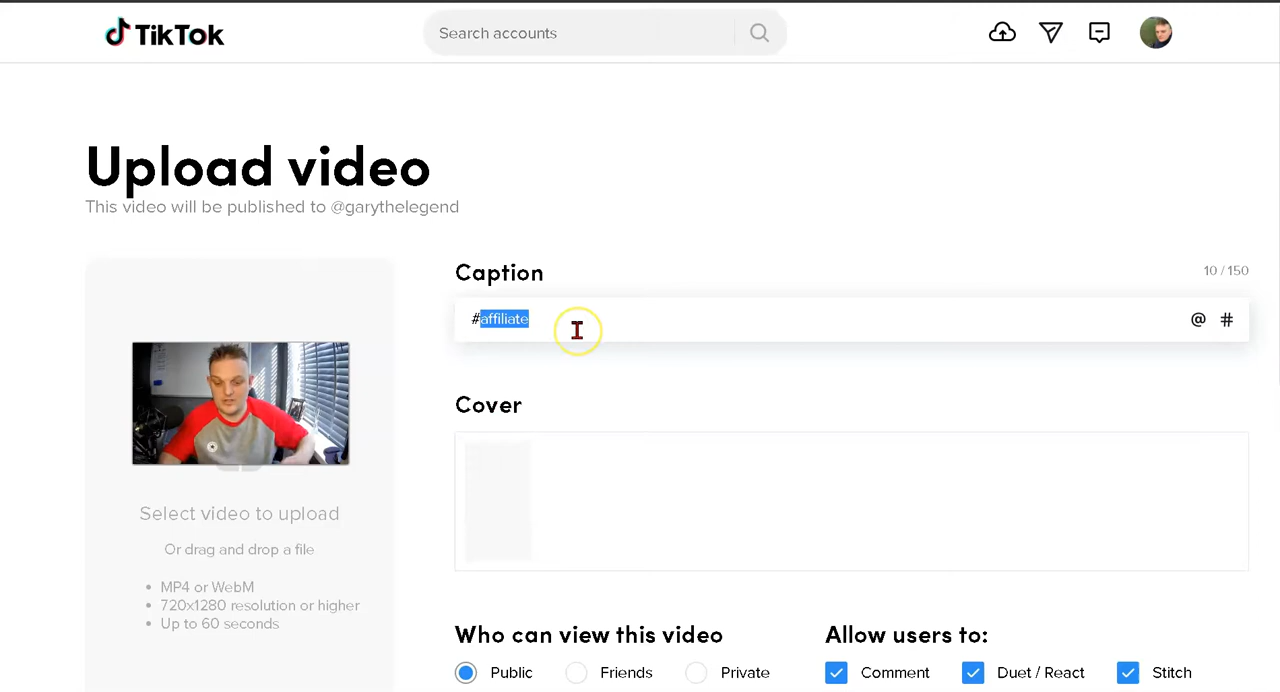 TikTok
Search accounts
Upload video
This video will be published to @garythelegend
Caption
10 / 150
#affiliate
@ #
Cover
Select video to upload
Or drag and drop a file
• MP4 or WebM
• 720x1280 resolution or higher
• Up to 60 seconds
Who can view this video
Public Friends Private
Allow users to:
Comment Duet / React Stitch